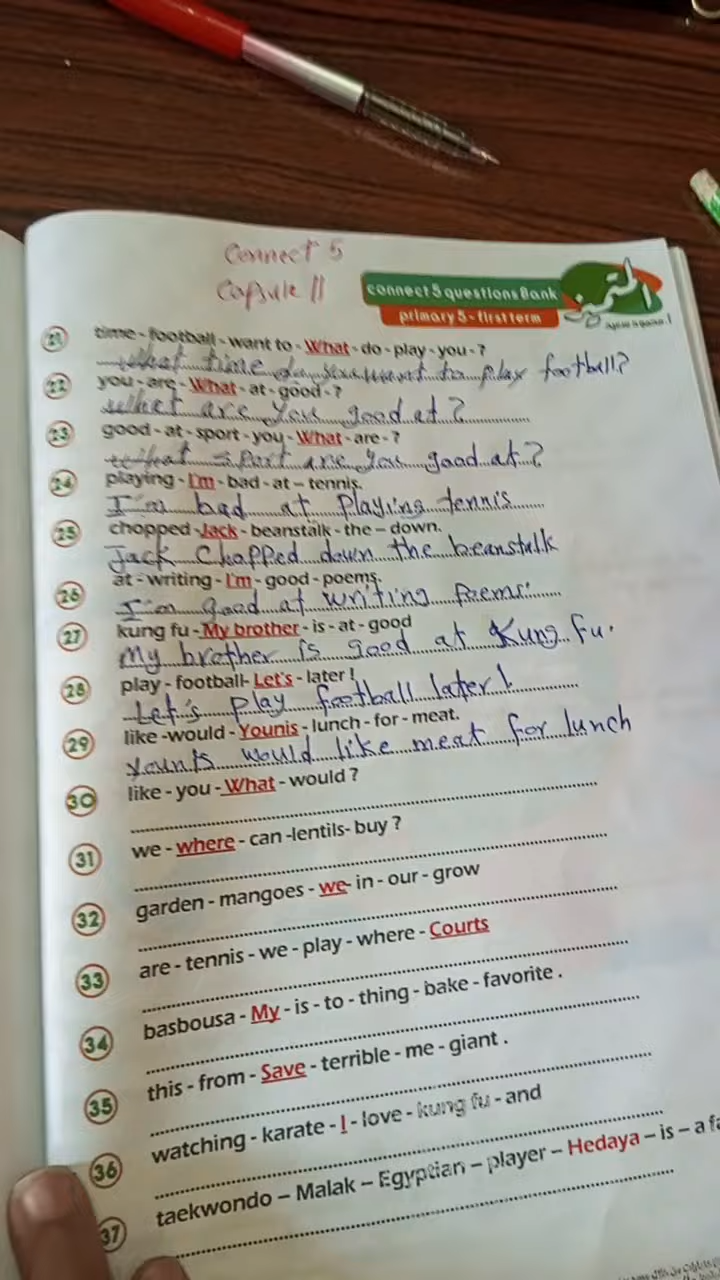 Connect 5
Capsule 11
connect 5 questions Bank
primary 5 - first term
المتميز
21 time - football - want to - What - do - play - you - ?
What time do you want to play football?
22 you - are - What - at - good - ?
What are you good at?
23 good - at - sport - you - What - are - ?
What sport are you good at?
24 playing - I'm - bad - at – tennis.
I'm bad at playing tennis
25 chopped - Jack - beanstalk - the – down.
Jack chopped down the beanstalk
26 at - writing - I'm - good - poems.
I'm good at writing poems.
27 kung fu - My brother - is - at - good
My brother is good at kung fu.
28 play - football- Let's - later !
Let's play football later!
29 like -would - Younis - lunch - for - meat.
Younis would like meat for lunch
30 like - you - What - would ?
31 we - where - can -lentils- buy ?
32 garden - mangoes - we- in - our - grow
33 are - tennis - we - play - where - Courts
34 basbousa - My - is - to - thing - bake - favorite .
35 this - from - Save - terrible - me - giant .
36 watching - karate - I - love - kung fu - and
37 taekwondo – Malak – Egyptian – player – Hedaya – is – a fa